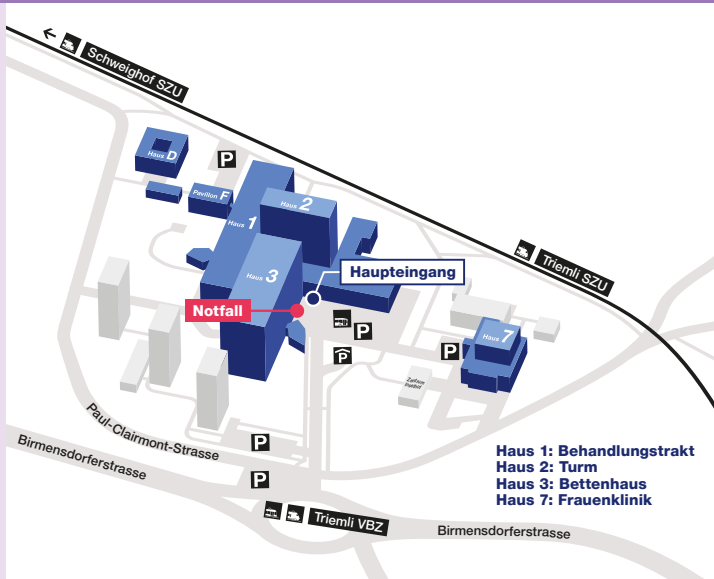 Schweighof SZU
Haus D
P
Pavillon F
Haus 2
Haus 1
Triemli SZU
Haupteingang
Haus 3
Notfall
P
Haus 7
P
P
Paul-Clairmont-Strasse
P
Birmensdorferstrasse
P
Haus 1: Behandlungstrakt
Haus 2: Turm
Haus 3: Bettenhaus
Haus 7: Frauenklinik
Triemli VBZ
Birmensdorferstrasse